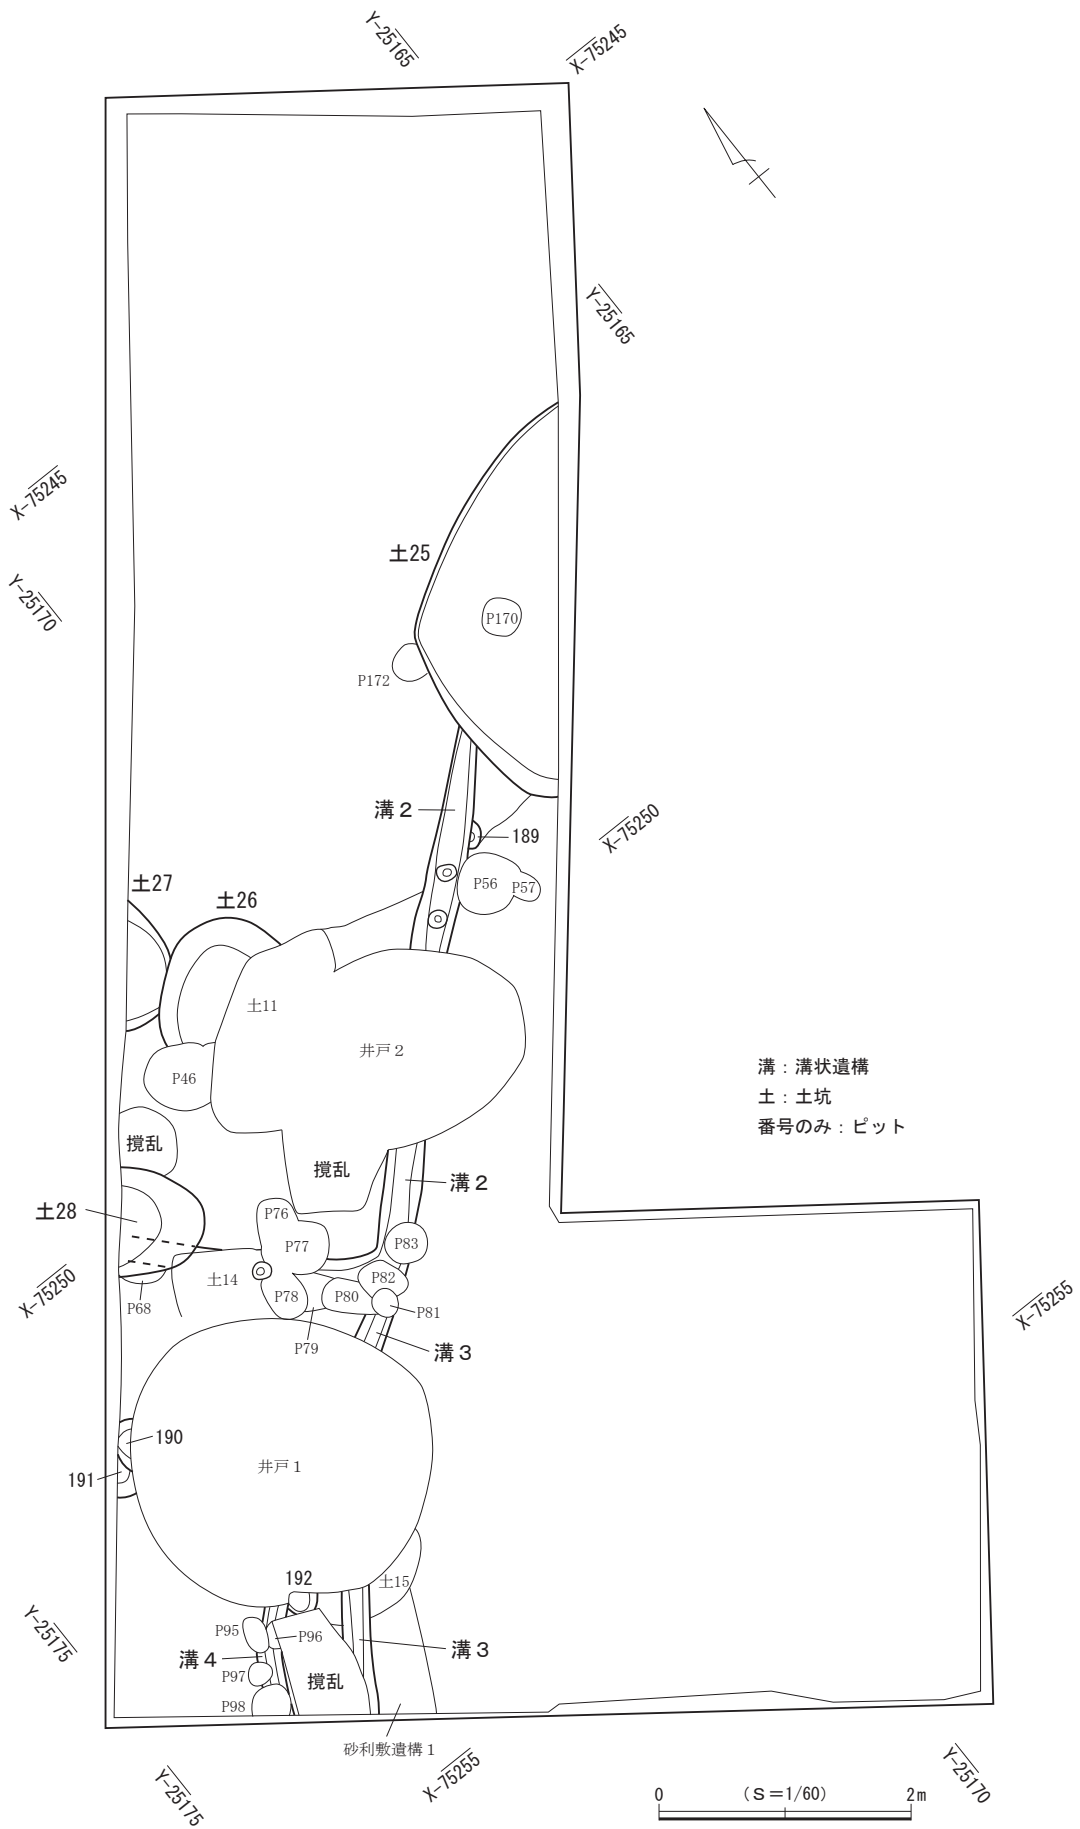 Y-25165
X-75245
Y-25165
X-75245
土25
Y-25170
P170
P172
溝２
189
X-75250
土27
土26
P56
P57
土11
井戸２
P46
溝：溝状遺構
土：土坑
番号のみ：ピット
撹乱
撹乱
溝２
土28
P76
P77
P83
土14
P82
X-75250
P68
P78
P80
P81
X-75255
P79
溝３
190
井戸１
191
192
土15
Y-25175
P95
P96
溝４
溝３
P97
撹乱
P98
砂利敷遺構１
Y-25175
X-75255
Y-25170
0
（Ｓ＝1/60）
2m